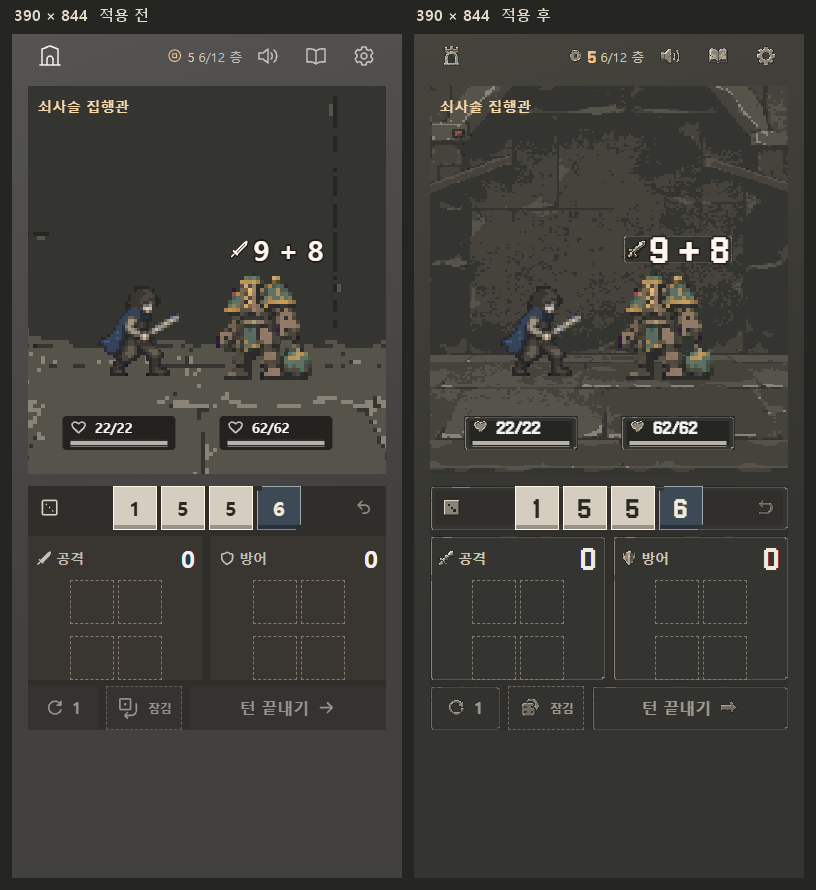 390 × 844 적용 전
5 6/12 층
쇠사슬 집행관
9 + 8
22/22
62/62
1 5 5 6
공격 0
방어 0
1
잠김
턴 끝내기 →
390 × 844 적용 후
5 6/12 층
쇠사슬 집행관
9 + 8
22/22
62/62
1 5 5 6
공격 0
방어 0
1
잠김
턴 끝내기 →